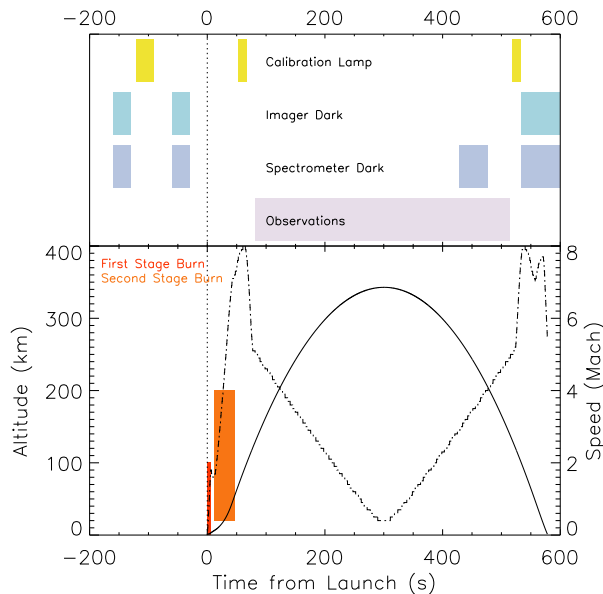 −200 0 200 400 600
Calibration Lamp
Imager Dark
Spectrometer Dark
Observations
First Stage Burn
Second Stage Burn
400
300
200
100
0
Altitude (km)
8
6
4
2
0
Speed (Mach)
−200 0 200 400 600
Time from Launch (s)